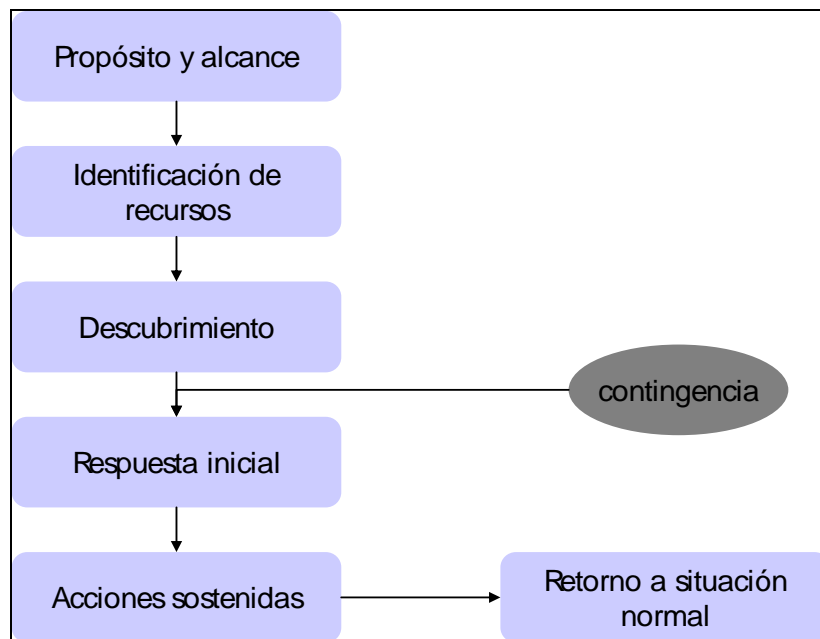 Propósito y alcance
Identificación de
recursos
Descubrimiento
contingencia
Respuesta inicial
Acciones sostenidas
Retorno a situación
normal